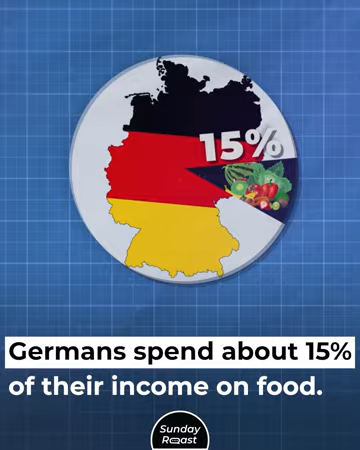 15%
Germans spend about 15%
of their income on food.
Sunday
Roast